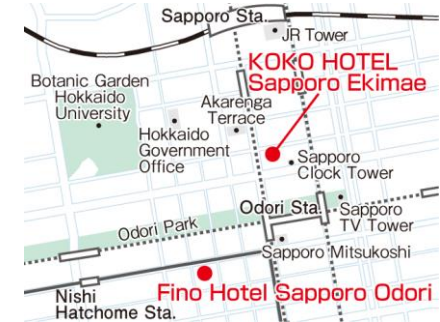 Sapporo Sta.
JR Tower
KOKO HOTEL
Sapporo Ekimae
Botanic Garden
Hokkaido
University
Akarenga
Terrace
Hokkaido
Government
Office
Sapporo
Clock Tower
Odori Sta.
Sapporo
TV Tower
Odori Park
Sapporo Mitsukoshi
Fino Hotel Sapporo Odori
Nishi
Hatchome Sta.